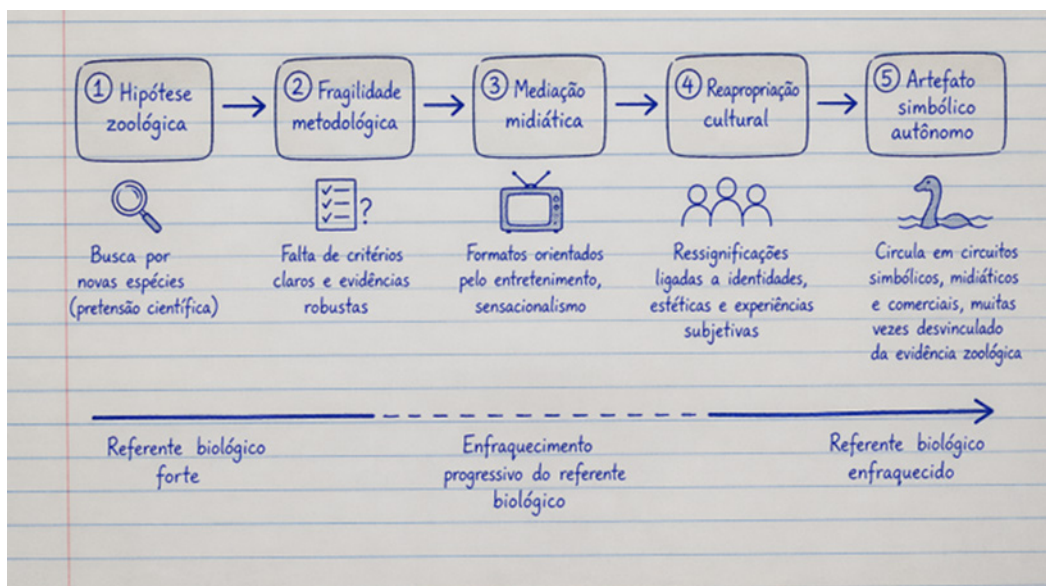 1 Hipótese
zoológica
2 Fragilidade
metodológica
3 Mediação
midiática
4 Reapropriação
cultural
5 Artefato
simbólico
autônomo
?
Busca por
novas espécies
(pretensão científica)
Falta de critérios
claros e evidências
robustas
Formatos orientados
pelo entretenimento,
sensacionalismo
Ressignificações
ligadas a identidades,
estéticas e experiências
subjetivas
Circula em circuitos
simbólicos, midiáticos
e comerciais, muitas
vezes desvinculado
da evidência zoológica
Referente biológico
forte
Enfraquecimento
progressivo do referente
biológico
Referente biológico
enfraquecido